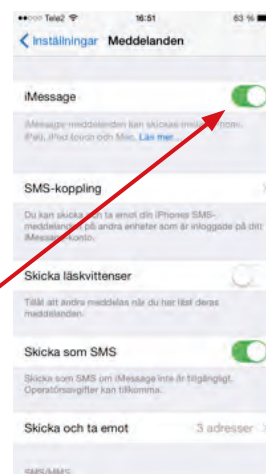 Tele2 16:51 63 %
Inställningar Meddelanden
iMessage
iMessage-meddelanden kan skickas mellan iPhone,
iPad, iPod touch och Mac. Läs mer...
SMS-koppling
Du kan skicka och ta emot din iPhones SMS-
meddelanden på andra enheter som är inloggade på ditt
iMessage-konto.
Skicka läskvittenser
Tillåt att andra meddelas när du har läst deras
meddelanden.
Skicka som SMS
Skicka som SMS om iMessage inte är tillgängligt.
Operatörsavgifter kan tillkomma.
Skicka och ta emot 3 adresser
SMS/MMS